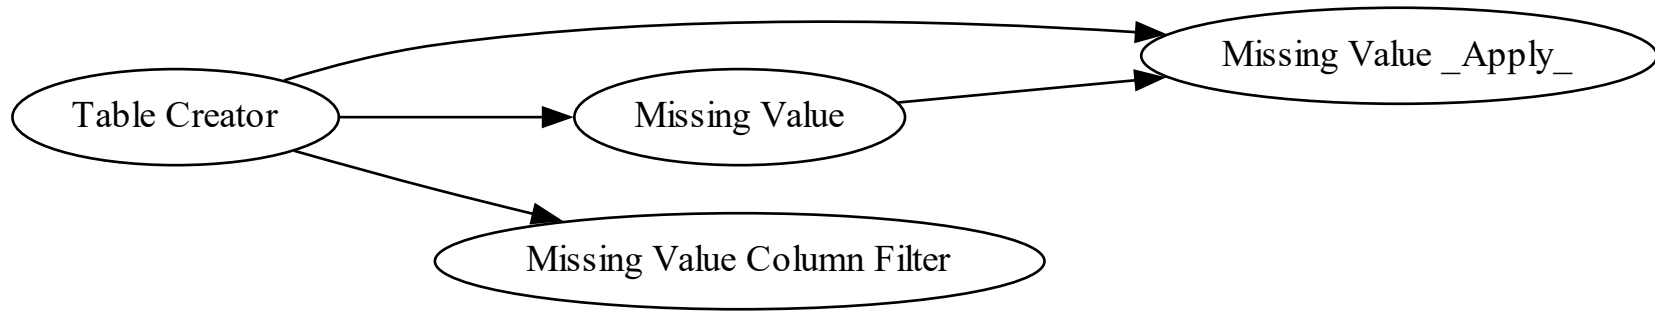 Missing Value _Apply_
Table Creator
Missing Value
Missing Value Column Filter